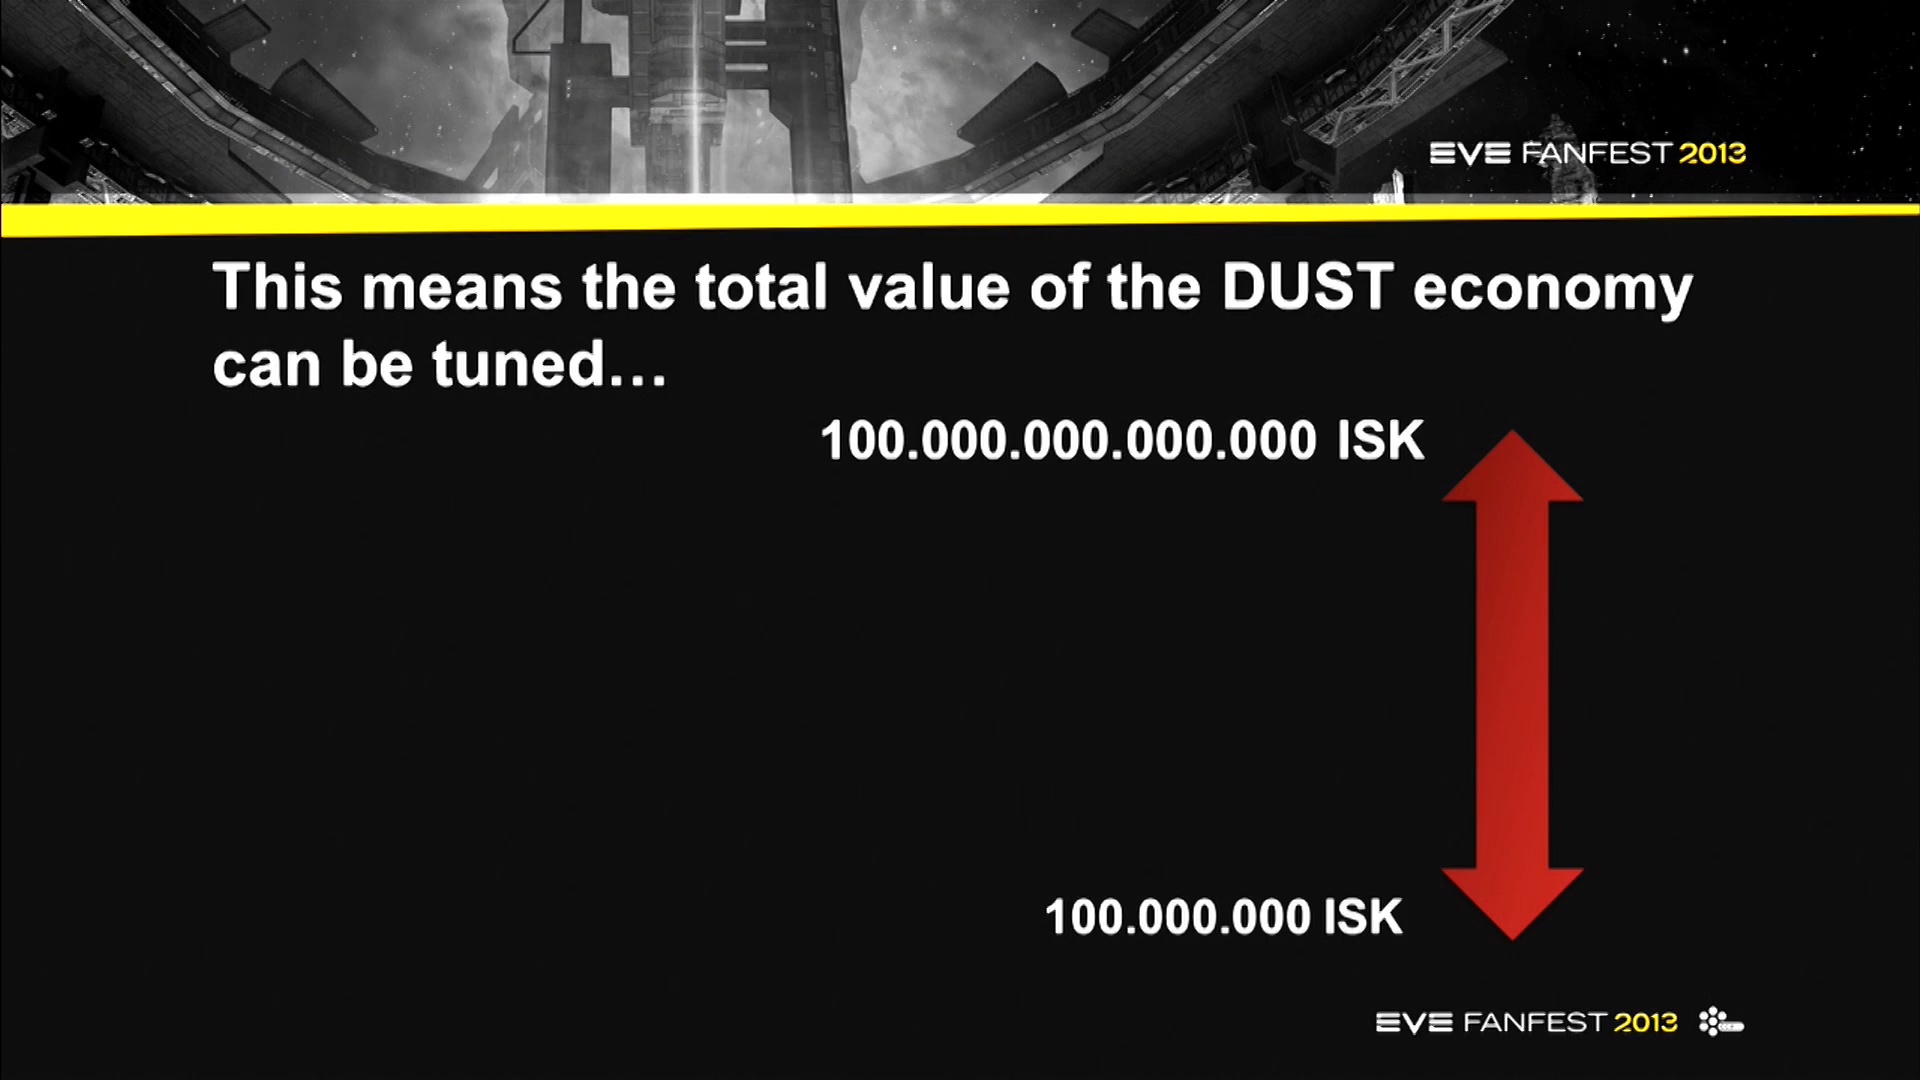 EVE FANFEST 2013
This means the total value of the DUST economy
can be tuned…
100.000.000.000.000 ISK
100.000.000 ISK
EVE FANFEST 2013